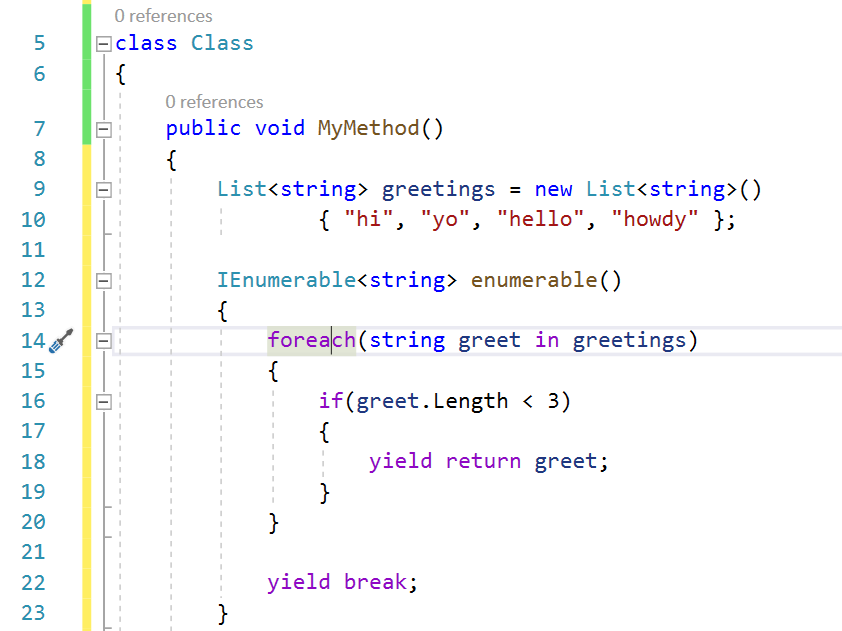 0 references
5 class Class
6 {
0 references
7 public void MyMethod()
8 {
9 List<string> greetings = new List<string>()
10 { "hi", "yo", "hello", "howdy" };
11
12 IEnumerable<string> enumerable()
13 {
14 foreach(string greet in greetings)
15 {
16 if(greet.Length < 3)
17 {
18 yield return greet;
19 }
20 }
21
22 yield break;
23 }